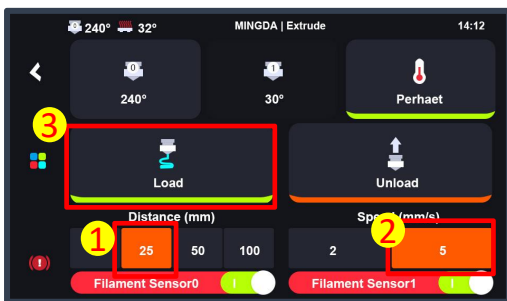 240° 32° MINGDA | Extrude 14:12
0 1
240° 30° Perhaet
3
Load Unload
Distance (mm) Speed (mm/s)
1 2
25 50 100 2 5
Filament Sensor0 Filament Sensor1